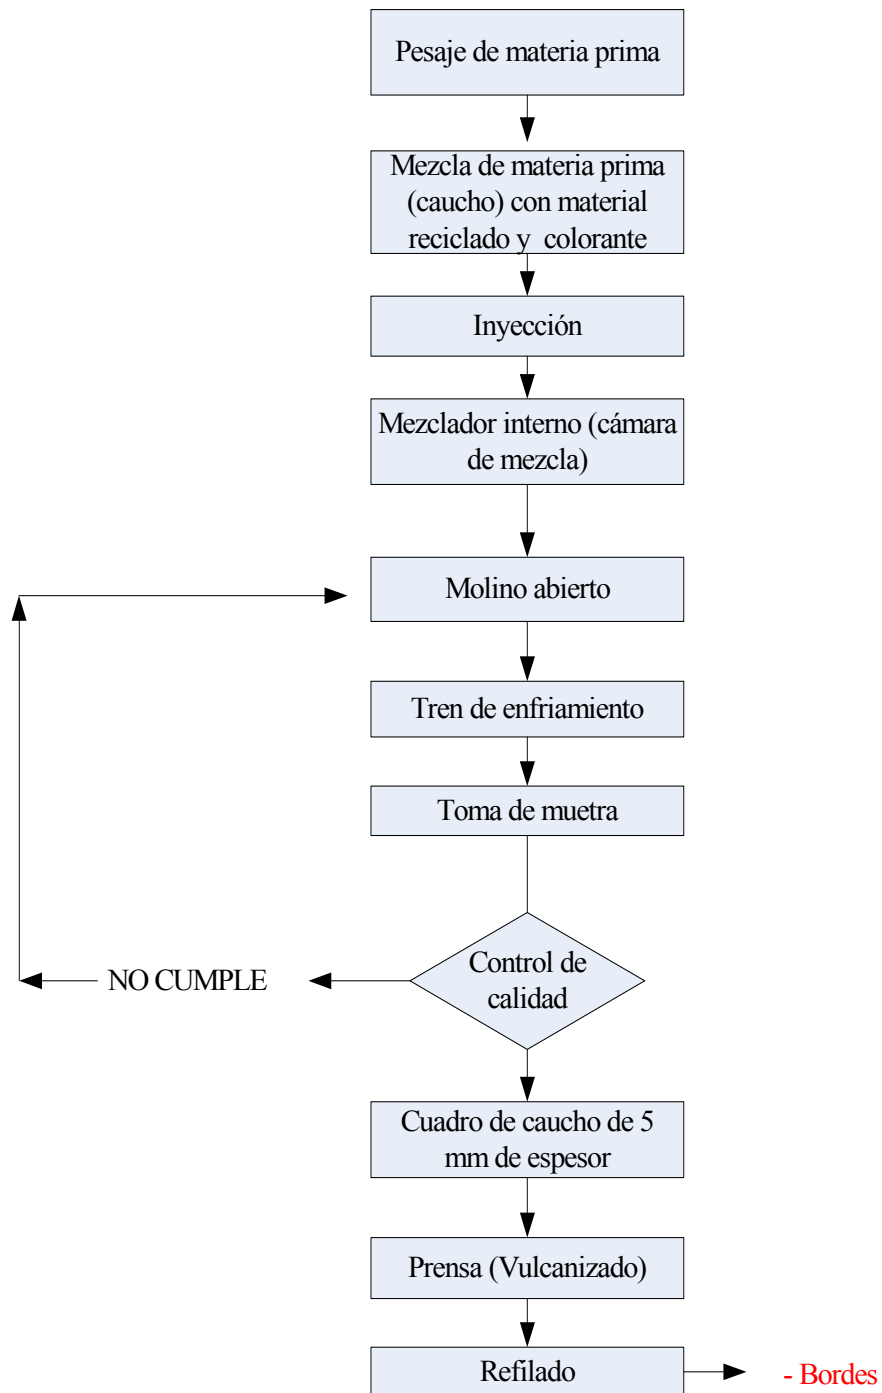 Pesaje de materia prima
Mezcla de materia prima
(caucho) con material
reciclado y colorante
Inyección
Mezclador interno (cámara
de mezcla)
Molino abierto
Tren de enfriamiento
Toma de muetra
Control de
calidad
NO CUMPLE
Cuadro de caucho de 5
mm de espesor
Prensa (Vulcanizado)
Refilado
- Bordes